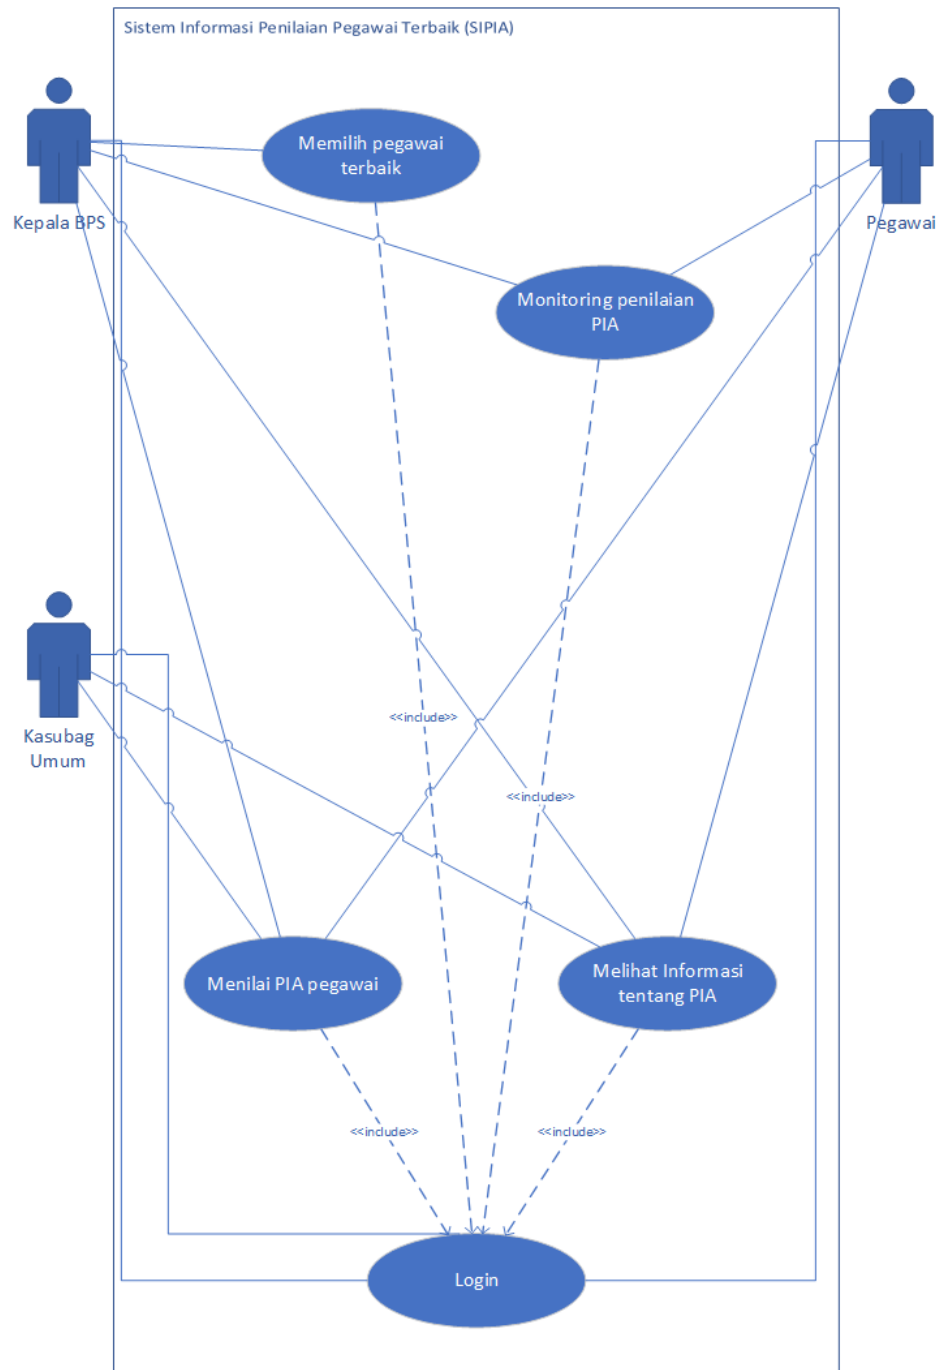 Sistem Informasi Penilaian Pegawai Terbaik (SIPIA)
Memilih pegawai
terbaik
Kepala BPS
Pegawai
Monitoring penilaian
PIA
Kasubag
Umum
<<include>>
<<include>>
Menilai PIA pegawai
Melihat Informasi
tentang PIA
<<include>>
<<include>>
Login